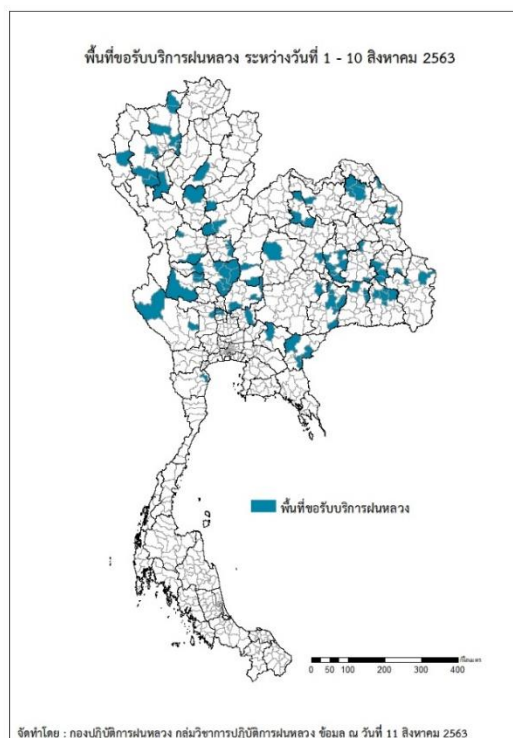 พื้นที่ขอรับบริการฝนหลวง ระหว่างวันที่ 1 - 10 สิงหาคม 2563
พื้นที่ขอรับบริการฝนหลวง
0 50 100 200 300 400
จัดทำโดย : กองปฏิบัติการฝนหลวง กลุ่มวิชาการปฏิบัติการฝนหลวง ข้อมูล ณ วันที่ 11 สิงหาคม 2563